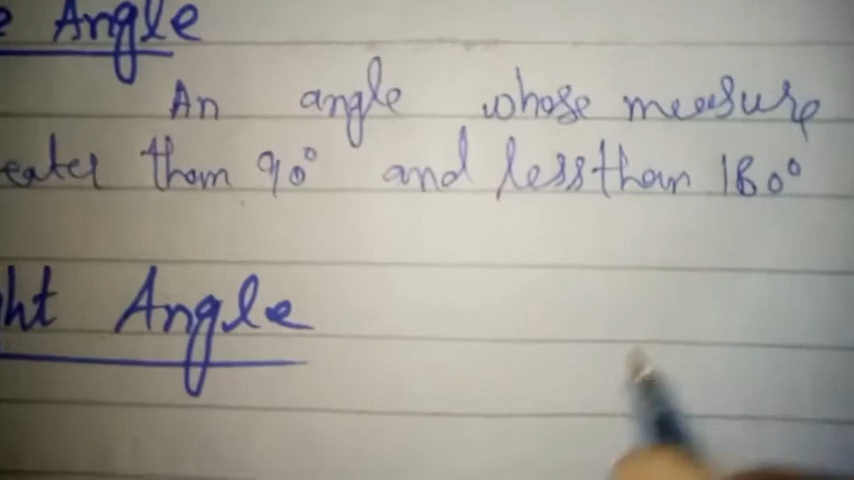 e Angle
An angle whose measure
eater than 90° and less than 180°
ht Angle